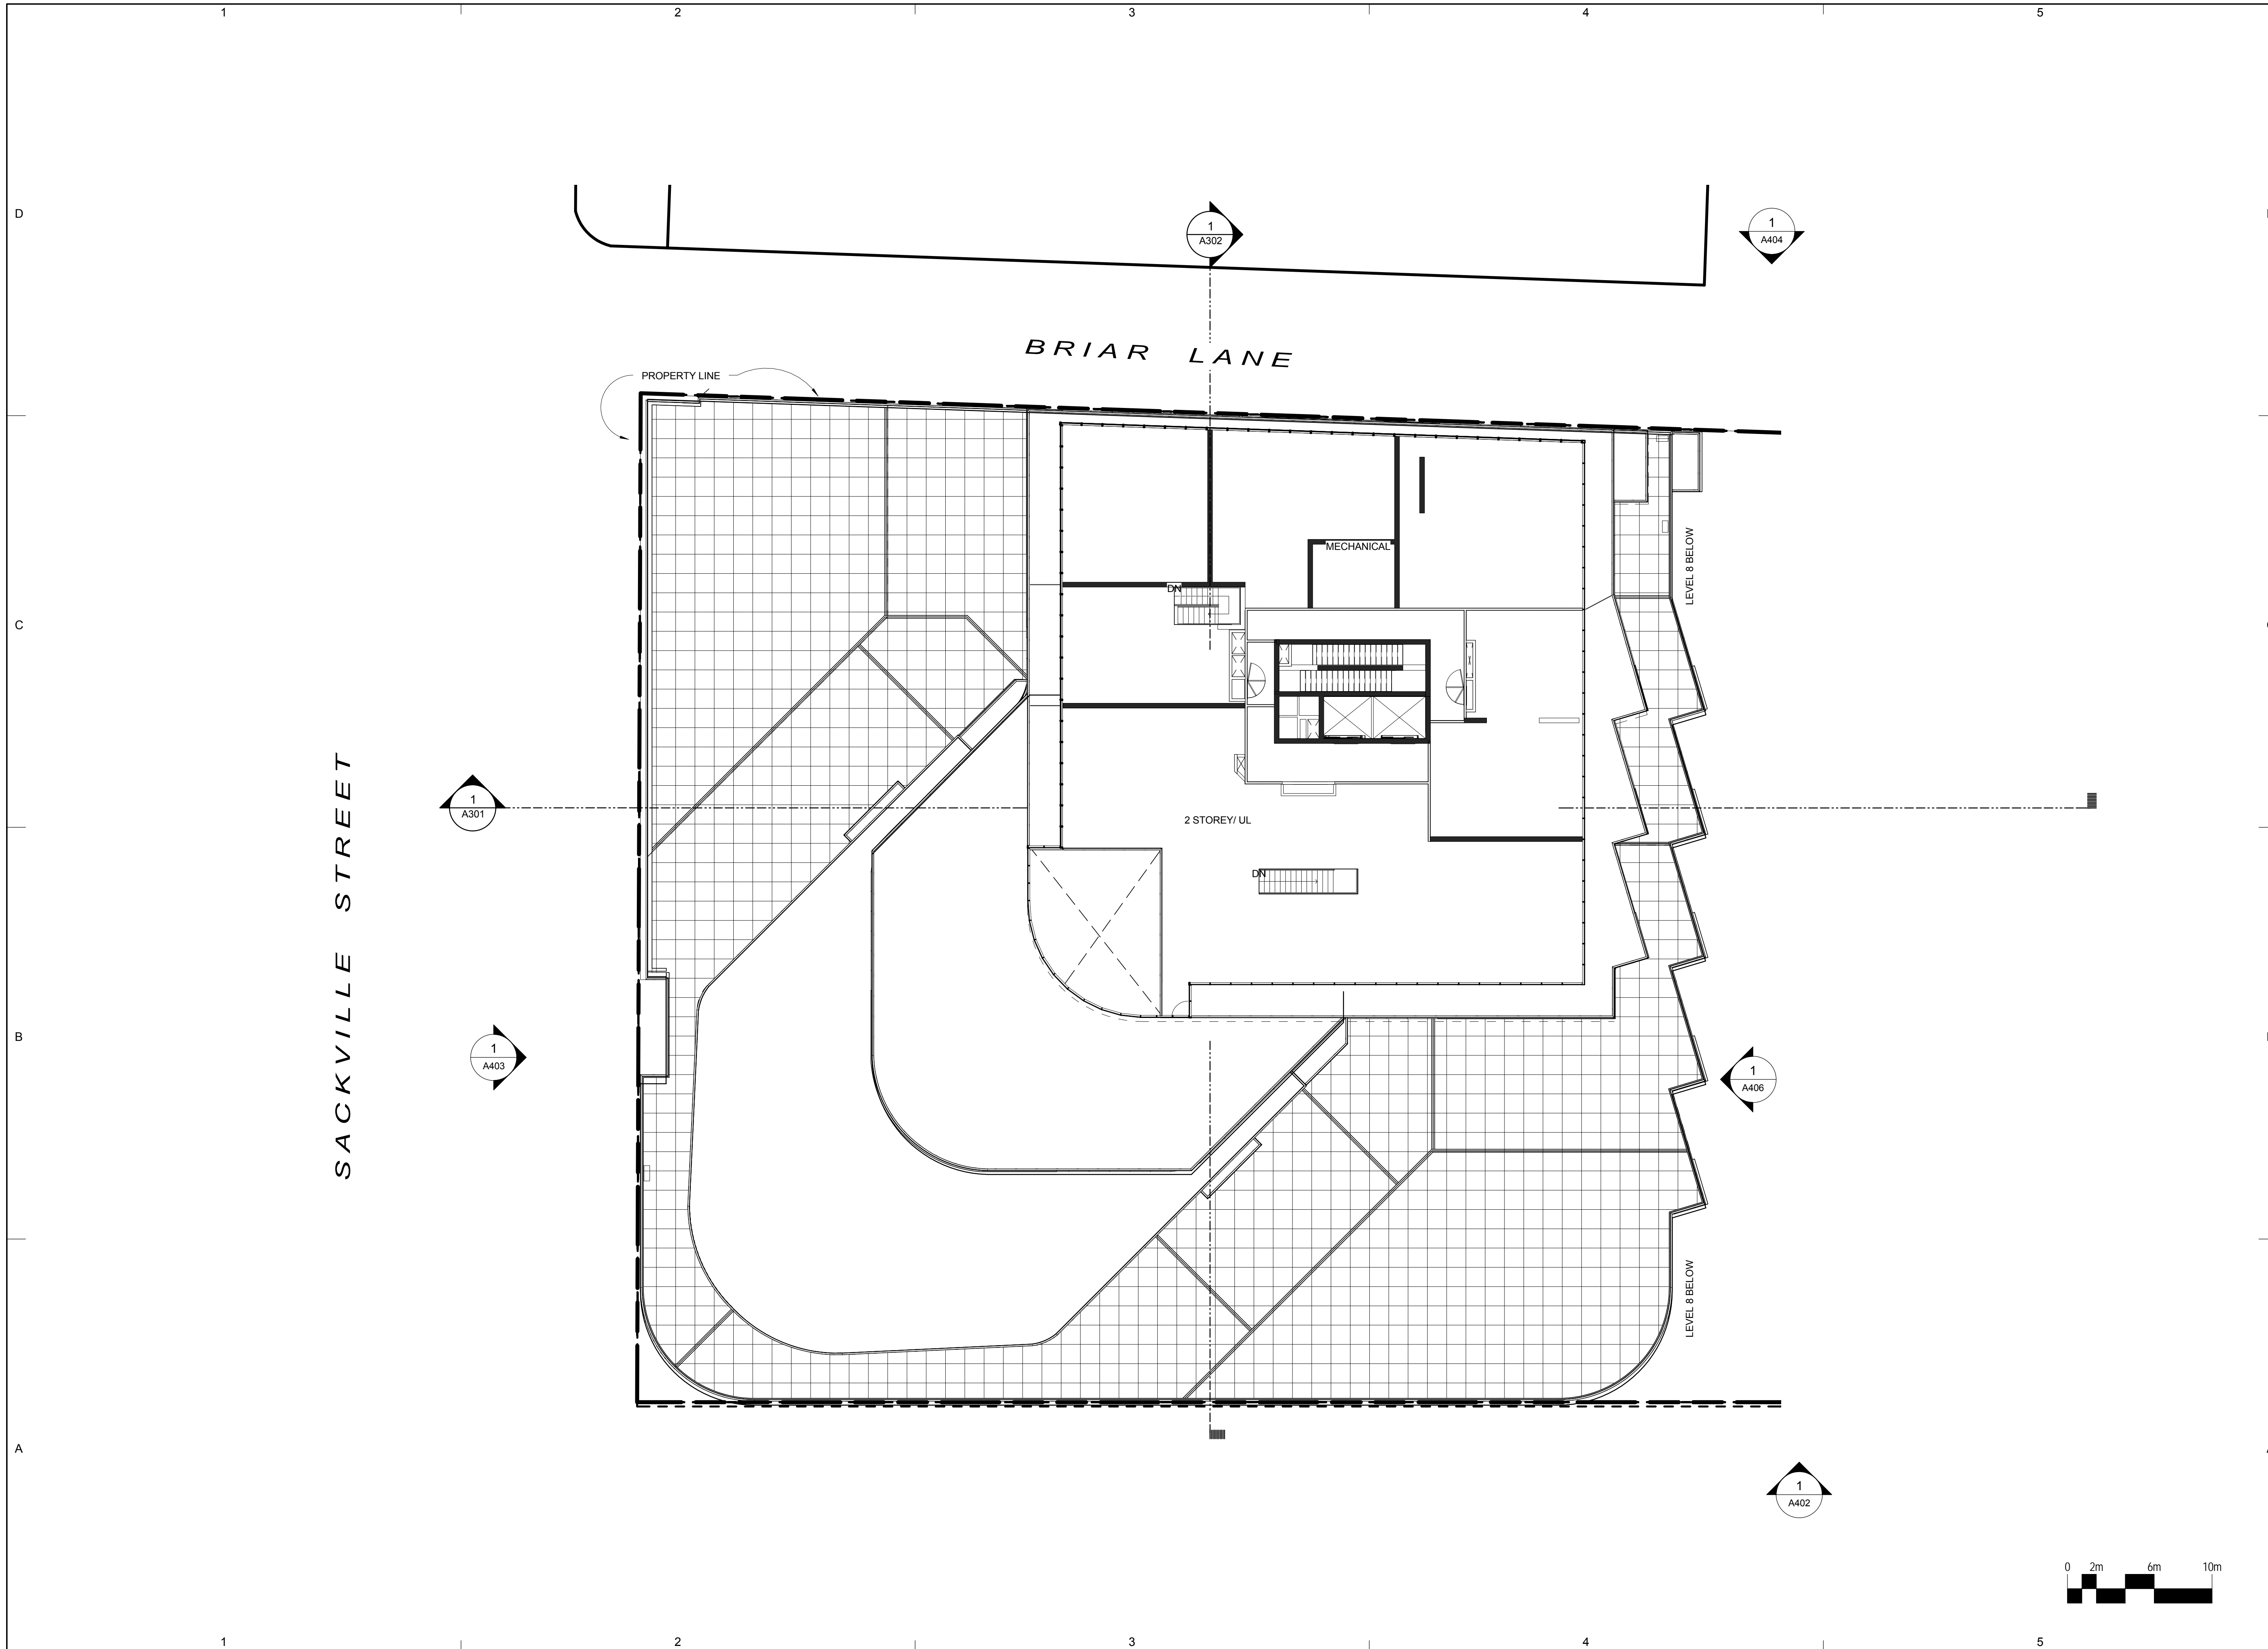 1 2 3 4 5
D
1
A302
1
A404
BRIAR LANE
PROPERTY LINE
MECHANICAL
LEVEL 8 BELOW
DN
C
SACKVILLE STREET
1
A301
2 STOREY/ UL
DN
B
1
A403
1
A406
LEVEL 8 BELOW
A
1
A402
0 2m 6m 10m
1 2 3 4 5